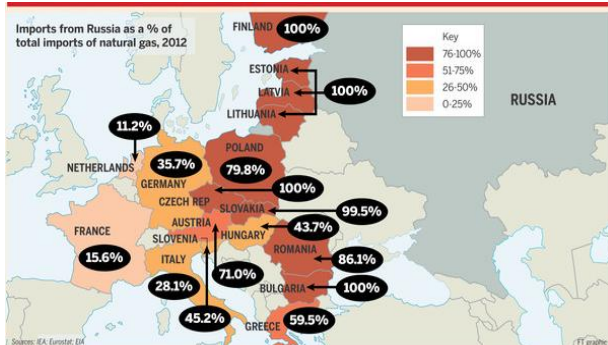 Imports from Russia as a % of
total imports of natural gas, 2012
FINLAND
100%
Key
76-100%
51-75%
26-50%
0-25%
ESTONIA
LATVIA
100%
LITHUANIA
RUSSIA
11.2%
POLAND
79.8%
NETHERLANDS
35.7%
GERMANY
100%
CZECH REP
SLOVAKIA
99.5%
AUSTRIA
HUNGARY
43.7%
FRANCE
15.6%
SLOVENIA
ROMANIA
86.1%
ITALY
28.1%
71.0%
BULGARIA
100%
45.2%
GREECE
59.5%
Sources: IEA; Eurostat; EIA
FT graphic